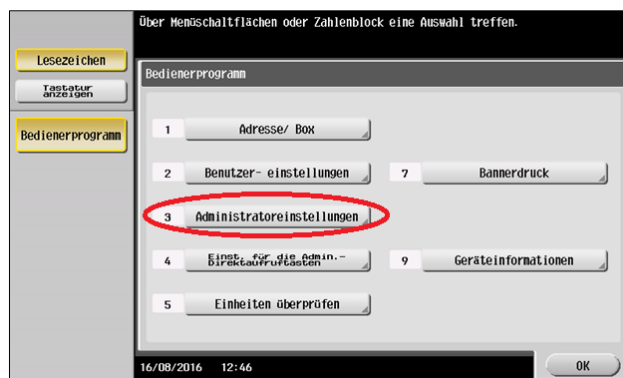 Über Menüschaltflächen oder Zahlenblock eine Auswahl treffen.
Lesezeichen
Tastatur
anzeigen
Bedienerprogramm
Bedienerprogramm
1 Adresse/ Box
2 Benutzer- einstellungen
7 Bannerdruck
3 Administratoreinstellungen
4 Einst. für die Admin.-
Direktaufruftasten
9 Geräteinformationen
5 Einheiten überprüfen
16/08/2016 12:46
OK